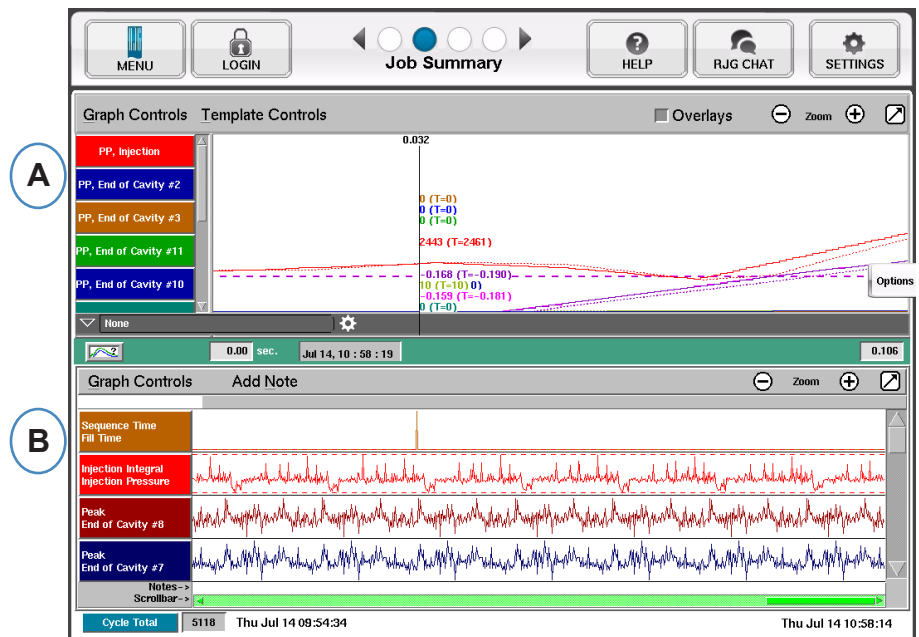 MENU
LOGIN
Job Summary
HELP
RJG CHAT
SETTINGS
A
Graph Controls Template Controls
Overlays
Zoom
PP, Injection
PP, End of Cavity #2
PP, End of Cavity #3
PP, End of Cavity #11
PP, End of Cavity #10
0.032
0 (T=0)
0 (T=0)
0 (T=0)
2443 (T=2461)
-0.168 (T=-0.190)
10 (T=10) 0)
-0.159 (T=-0.181)
0 (T=0)
Options
None
?
0.00 sec.
Jul 14, 10 : 58 : 19
0.106
B
Graph Controls Add Note
Zoom
Sequence Time
Fill Time
Injection Integral
Injection Pressure
Peak
End of Cavity #8
Peak
End of Cavity #7
Notes->
Scrollbar->
Cycle Total 5118 Thu Jul 14 09:54:34
Thu Jul 14 10:58:14